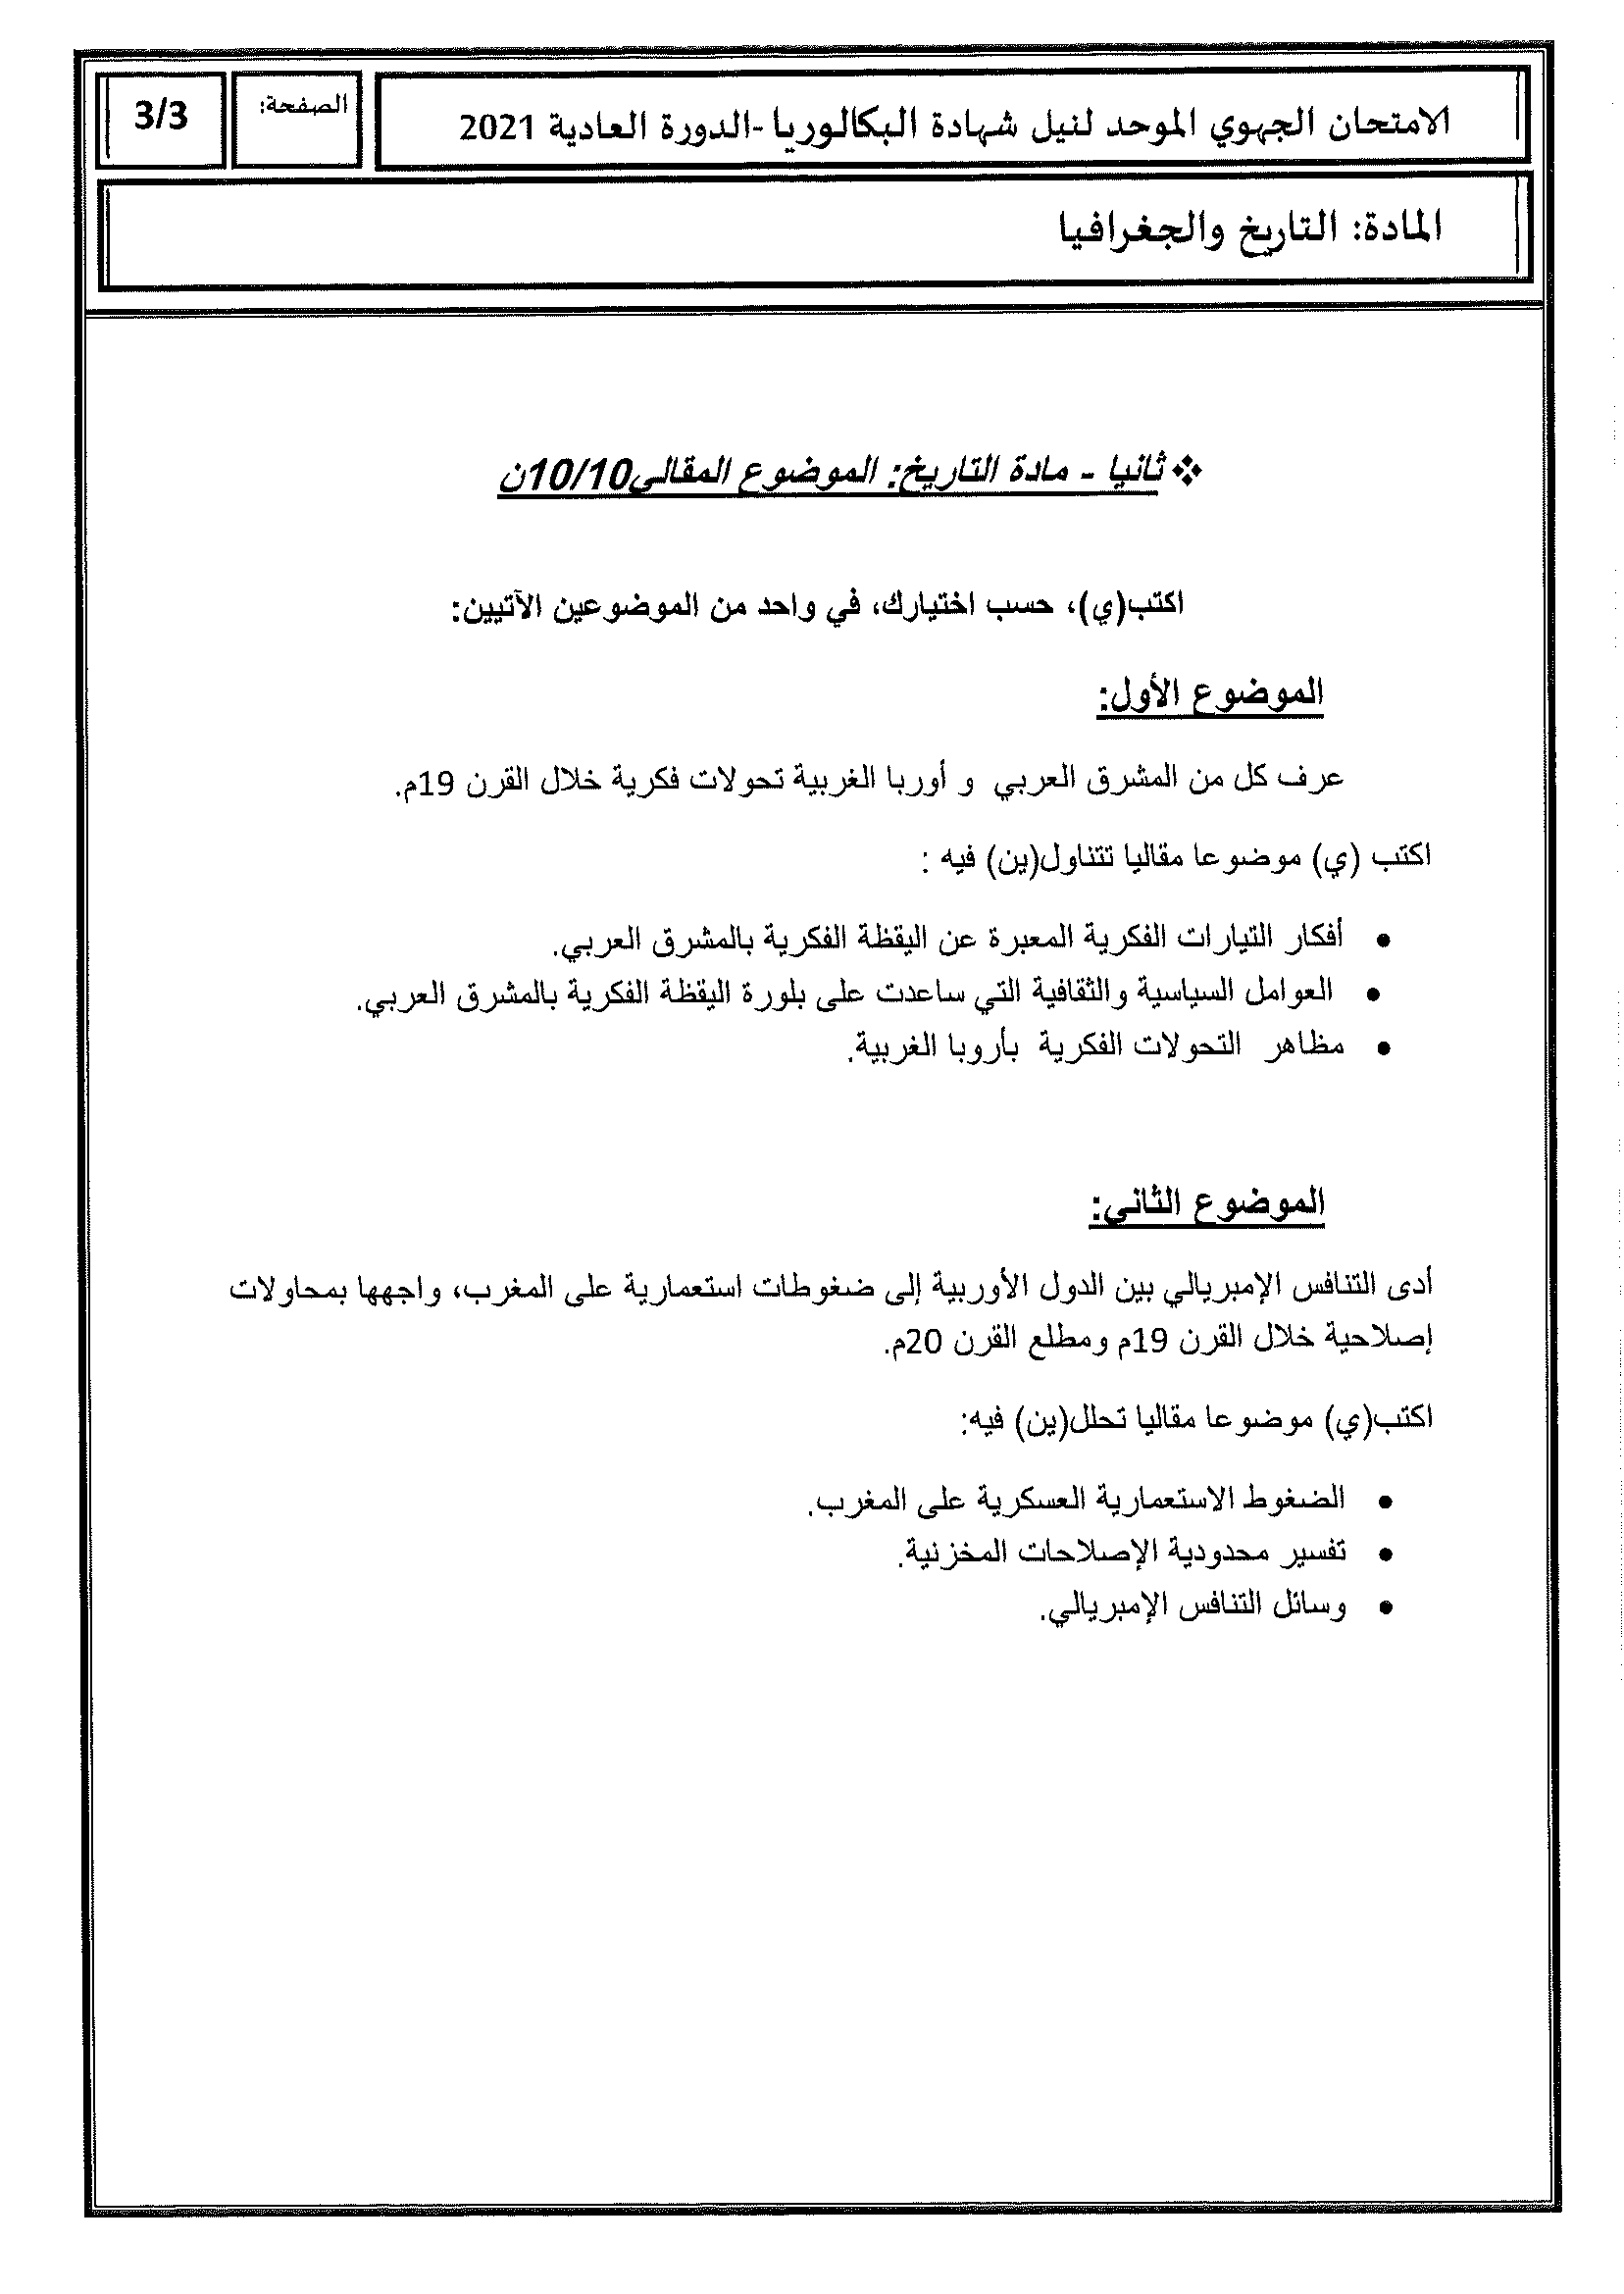 الامتحان الجهوي الموحد لنيل شهادة البكالوريا -الدورة العادية 2021
الصفحة:
3/3
المادة: التاريخ والجغرافيا
❖ ثانيا - مادة التاريخ: الموضوع المقالي10/10ن
اكتب(ي)، حسب اختيارك، في واحد من الموضوعين الآتيين:
الموضوع الأول:
عرف كل من المشرق العربي و أوربا الغربية تحولات فكرية خلال القرن 19م.
اكتب (ي) موضوعا مقاليا تتناول(ين) فيه :
• أفكار التيارات الفكرية المعبرة عن اليقظة الفكرية بالمشرق العربي.
• العوامل السياسية والثقافية التي ساعدت على بلورة اليقظة الفكرية بالمشرق العربي.
• مظاهر التحولات الفكرية بأروبا الغربية.
الموضوع الثاني:
أدى التنافس الإمبريالي بين الدول الأوربية إلى ضغوطات استعمارية على المغرب، واجهها بمحاولات
إصلاحية خلال القرن 19م ومطلع القرن 20م.
اكتب(ي) موضوعا مقاليا تحلل(ين) فيه:
• الضغوط الاستعمارية العسكرية على المغرب.
• تفسير محدودية الإصلاحات المخزنية.
• وسائل التنافس الإمبريالي.